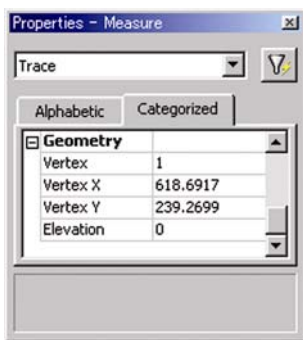 Properties - Measure
Trace
Alphabetic Categorized
Geometry
Vertex 1
Vertex X 618.6917
Vertex Y 239.2699
Elevation 0